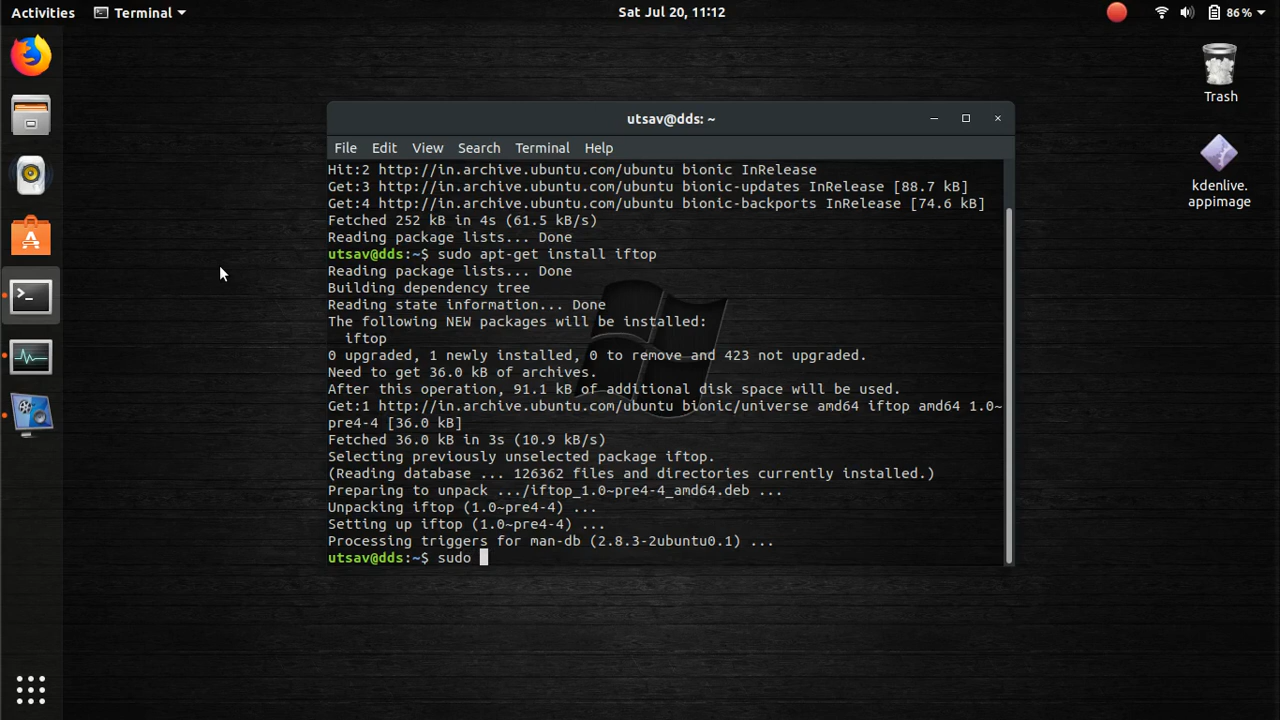 Activities
Terminal
Sat Jul 20, 11:12
86 %
Trash
kdenlive.
appimage
utsav@dds: ~
File Edit View Search Terminal Help
Hit:2 http://in.archive.ubuntu.com/ubuntu bionic InRelease
Get:3 http://in.archive.ubuntu.com/ubuntu bionic-updates InRelease [88.7 kB]
Get:4 http://in.archive.ubuntu.com/ubuntu bionic-backports InRelease [74.6 kB]
Fetched 252 kB in 4s (61.5 kB/s)
Reading package lists... Done
utsav@dds:~$ sudo apt-get install iftop
Reading package lists... Done
Building dependency tree
Reading state information... Done
The following NEW packages will be installed:
  iftop
0 upgraded, 1 newly installed, 0 to remove and 423 not upgraded.
Need to get 36.0 kB of archives.
After this operation, 91.1 kB of additional disk space will be used.
Get:1 http://in.archive.ubuntu.com/ubuntu bionic/universe amd64 iftop amd64 1.0~
pre4-4 [36.0 kB]
Fetched 36.0 kB in 3s (10.9 kB/s)
Selecting previously unselected package iftop.
(Reading database ... 126362 files and directories currently installed.)
Preparing to unpack .../iftop_1.0~pre4-4_amd64.deb ...
Unpacking iftop (1.0~pre4-4) ...
Setting up iftop (1.0~pre4-4) ...
Processing triggers for man-db (2.8.3-2ubuntu0.1) ...
utsav@dds:~$ sudo